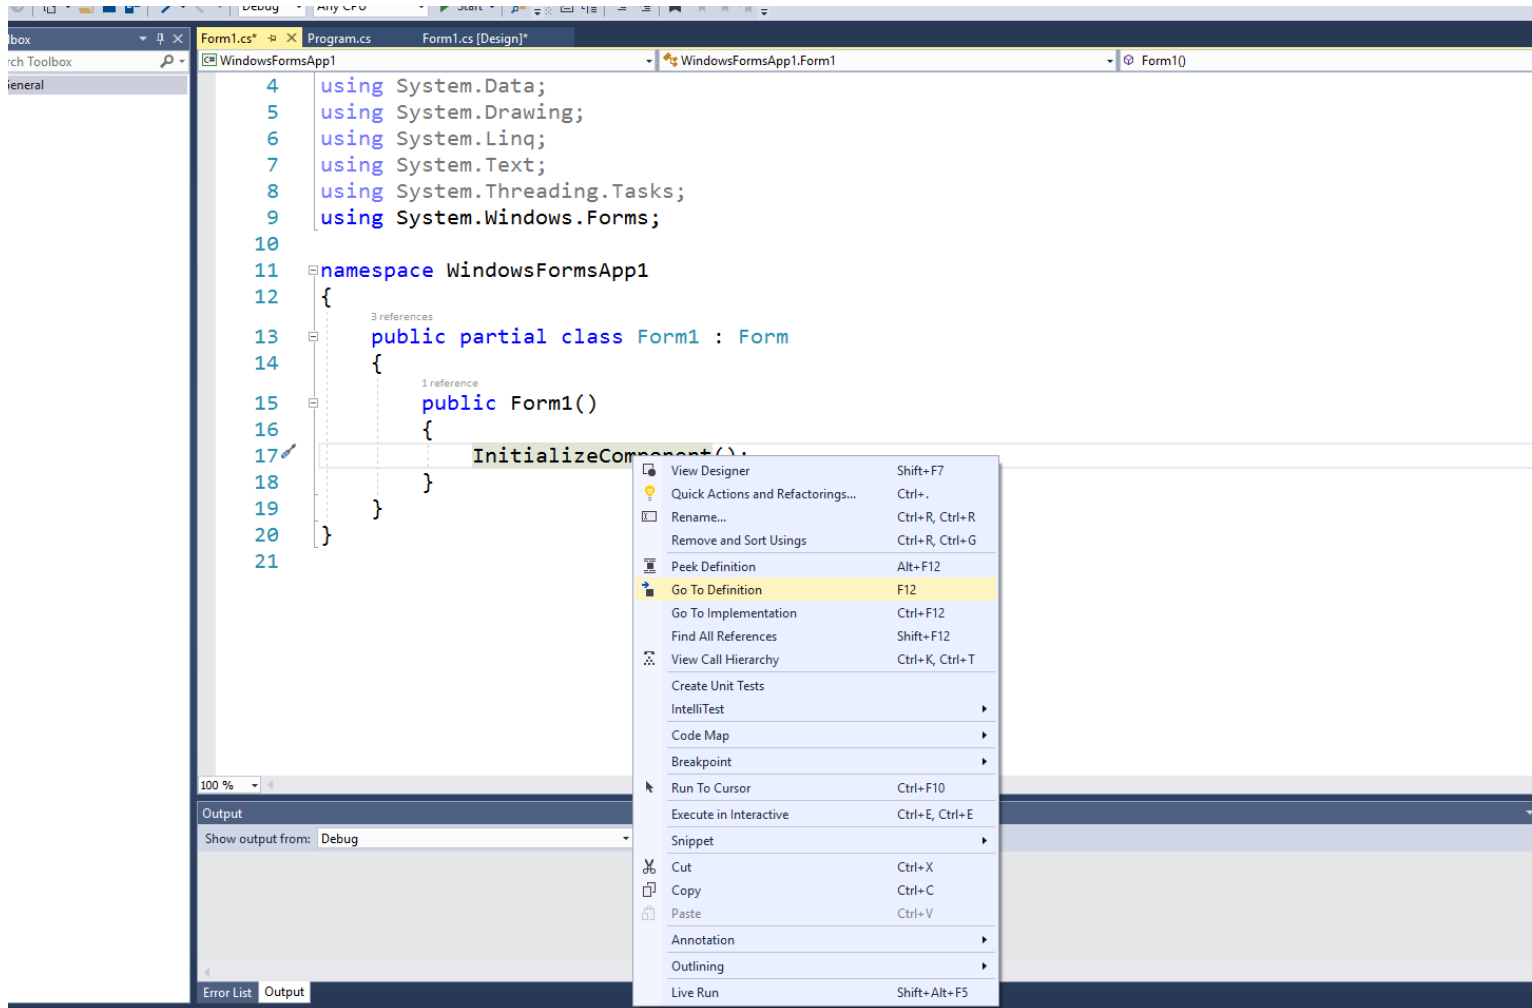 Debug Any CPU Start
lbox
Form1.cs* Program.cs Form1.cs [Design]*
rch Toolbox
WindowsFormsApp1 WindowsFormsApp1.Form1 Form1()
General
4 using System.Data;
5 using System.Drawing;
6 using System.Linq;
7 using System.Text;
8 using System.Threading.Tasks;
9 using System.Windows.Forms;
10
11 namespace WindowsFormsApp1
12 {
3 references
13 public partial class Form1 : Form
14 {
1 reference
15 public Form1()
16 {
17 InitializeComponent();
18 }
19 }
20 }
21
View Designer Shift+F7
Quick Actions and Refactorings... Ctrl+.
Rename... Ctrl+R, Ctrl+R
Remove and Sort Usings Ctrl+R, Ctrl+G
Peek Definition Alt+F12
Go To Definition F12
Go To Implementation Ctrl+F12
Find All References Shift+F12
View Call Hierarchy Ctrl+K, Ctrl+T
Create Unit Tests
IntelliTest
Code Map
Breakpoint
Run To Cursor Ctrl+F10
Execute in Interactive Ctrl+E, Ctrl+E
Snippet
Cut Ctrl+X
Copy Ctrl+C
Paste Ctrl+V
Annotation
Outlining
Live Run Shift+Alt+F5
100 %
Output
Show output from: Debug
Error List Output